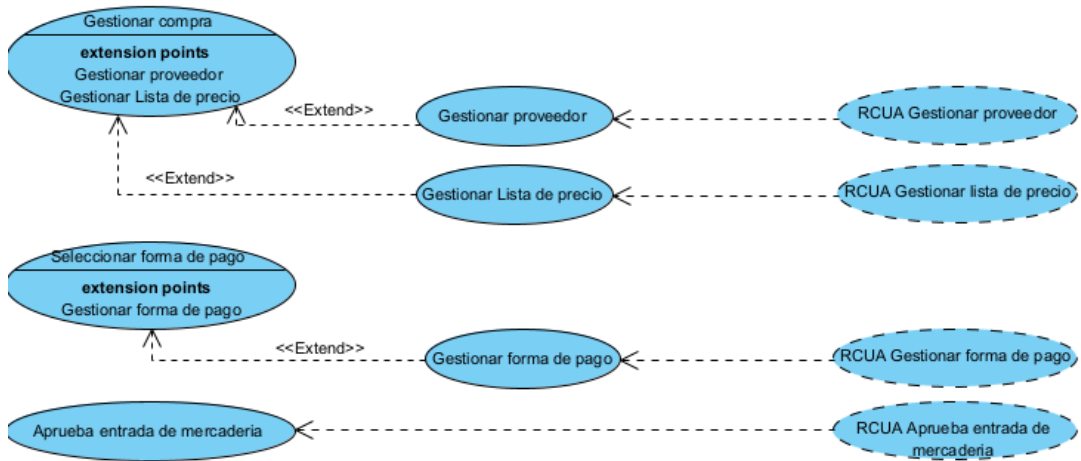 Gestionar compra
extension points
Gestionar proveedor
Gestionar Lista de precio
<<Extend>>
Gestionar proveedor
RCUA Gestionar proveedor
<<Extend>>
Gestionar Lista de precio
RCUA Gestionar lista de precio
Seleccionar forma de pago
extension points
Gestionar forma de pago
<<Extend>>
Gestionar forma de pago
RCUA Gestionar forma de pago
Aprueba entrada de mercaderia
RCUA Aprueba entrada de
mercaderia